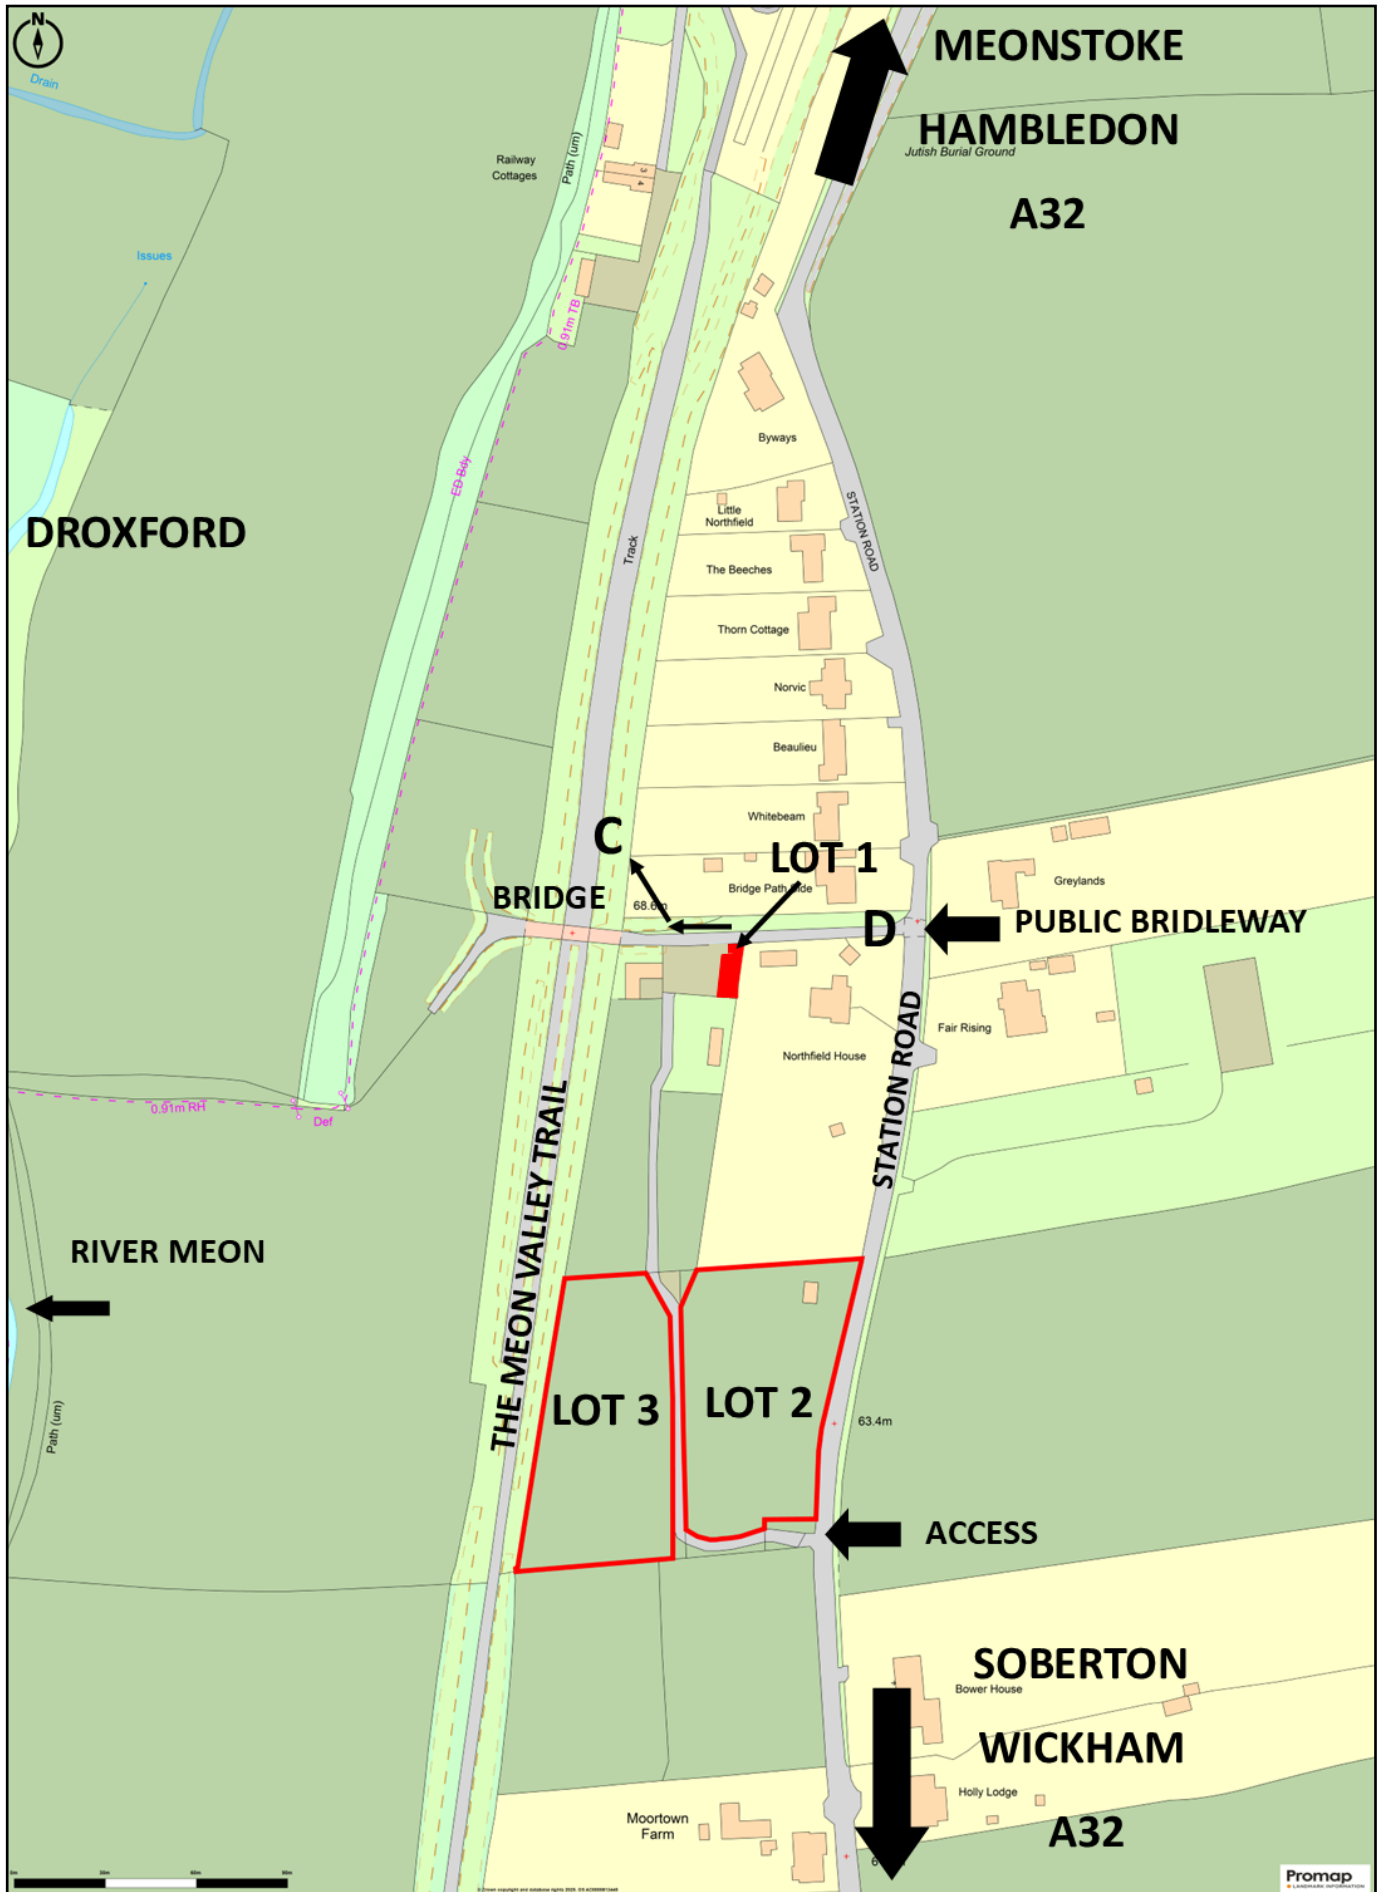 N
MEONSTOKE
Drain
HAMBLEDON
Jutish Burial Ground
Path (um)
Railway
Cottages
3
4
A32
Issues
0.91m TB
Byways
ED Bdy
STATION ROAD
Little
Northfield
DROXFORD
Track
The Beeches
Thorn Cottage
Norvic
Beaulieu
Whitebeam
C
LOT 1
Greylands
BRIDGE
Bridge Path Side
68.6m
D
PUBLIC BRIDLEWAY
Fair Rising
Northfield House
STATION ROAD
0.91m RH
Def
THE MEON VALLEY TRAIL
RIVER MEON
LOT 3
LOT 2
63.4m
Path (um)
ACCESS
SOBERTON
Bower House
WICKHAM
Holly Lodge
Moortown
Farm
A32
Promap
LANDMARK INFORMATION